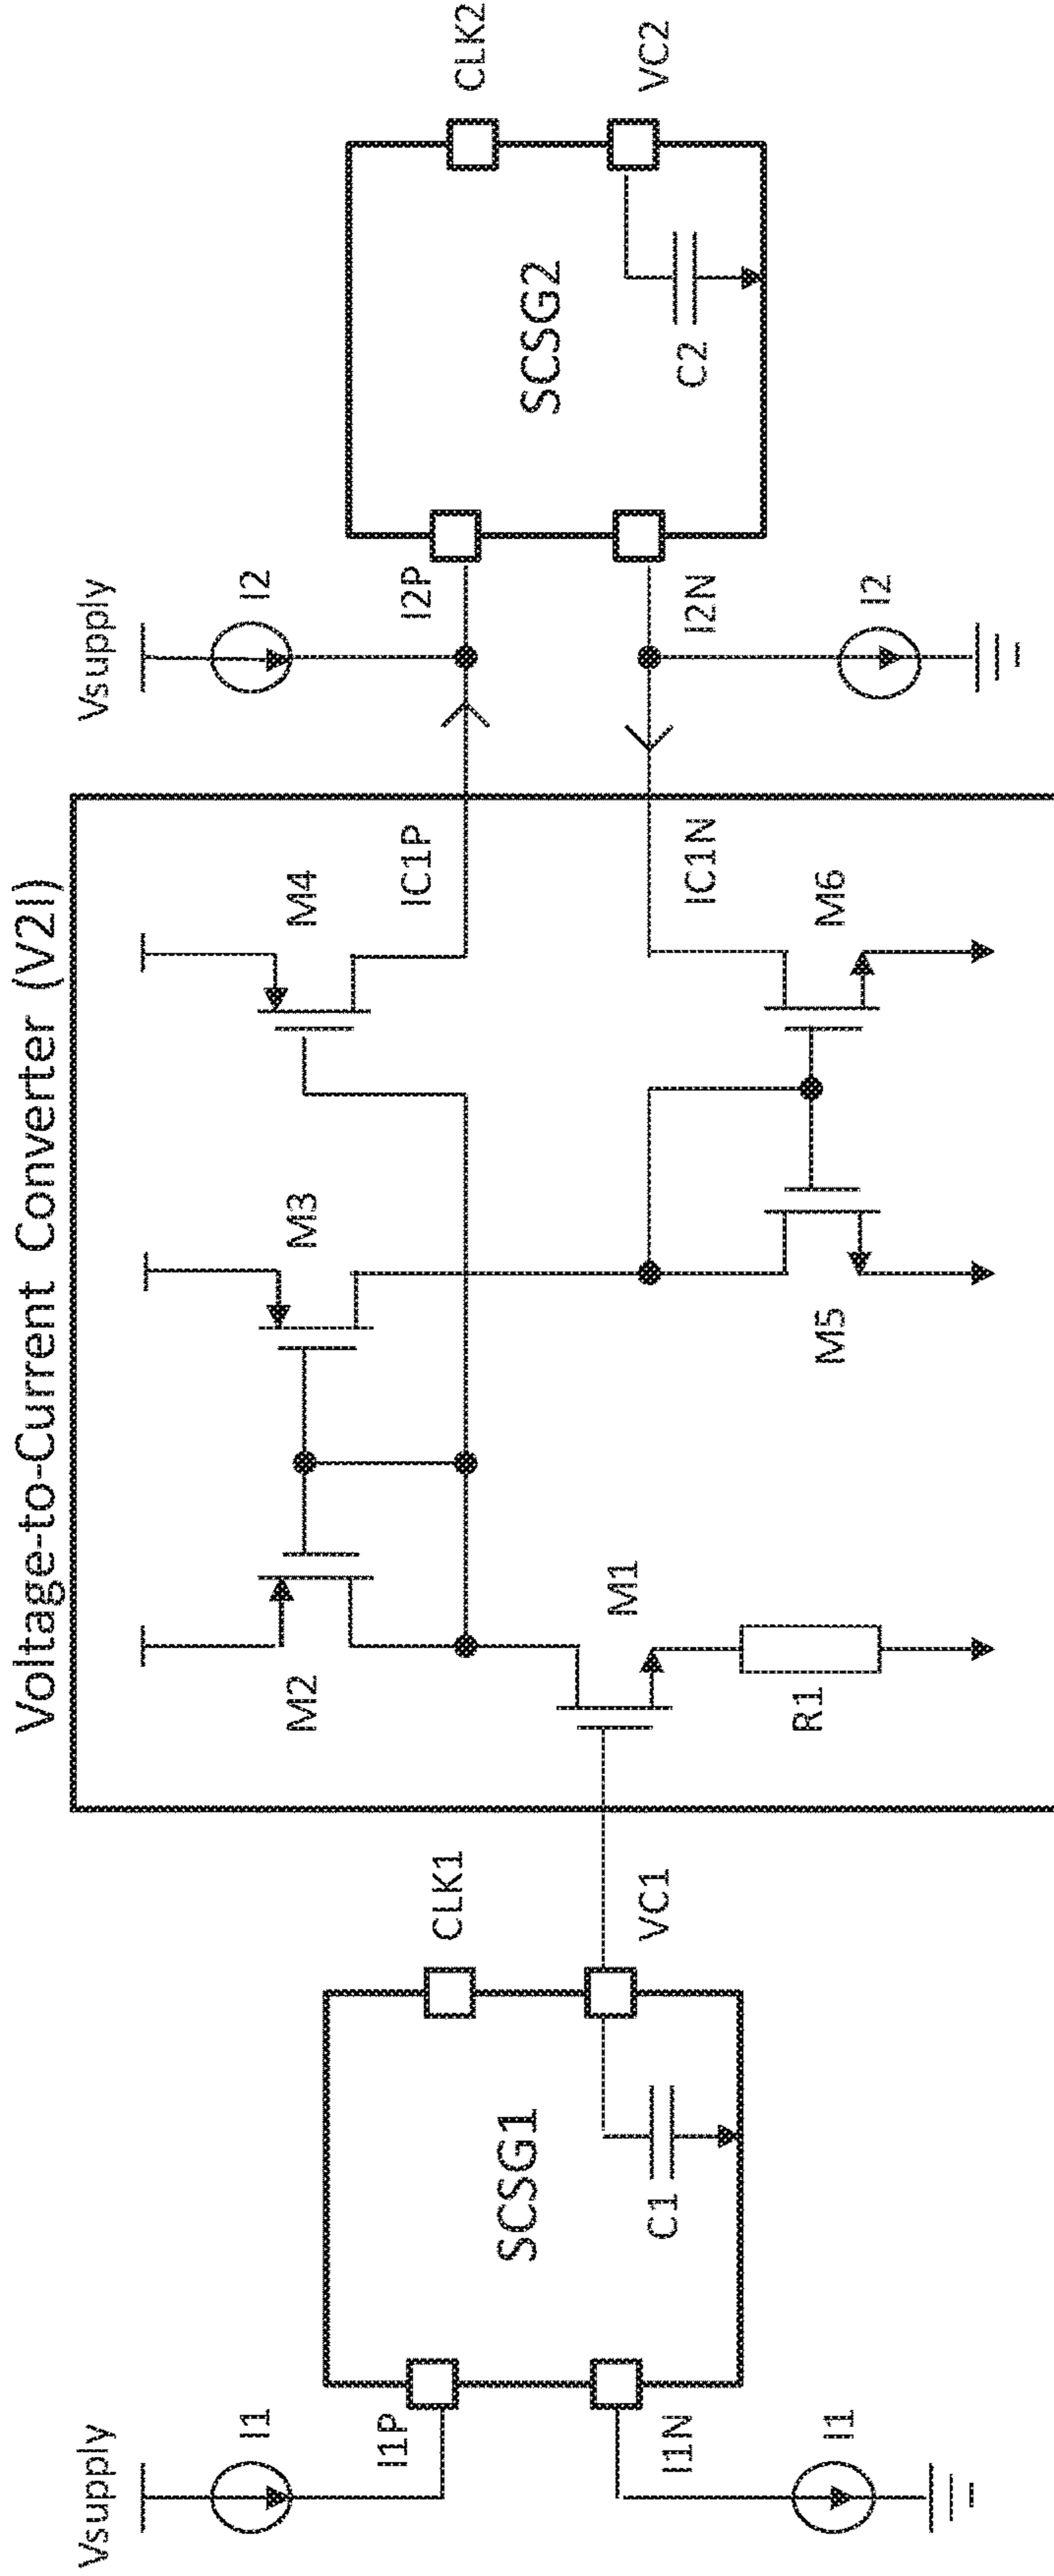 Voltage-to-Current Converter (V2I)
Vsupply
I1
I1P
I1N
I1
SCSG1
C1
CLK1
VC1
M2
M1
R1
M3
M5
M4
M6
IC1P
IC1N
Vsupply
I2
I2P
I2N
I2
SCSG2
C2
CLK2
VC2